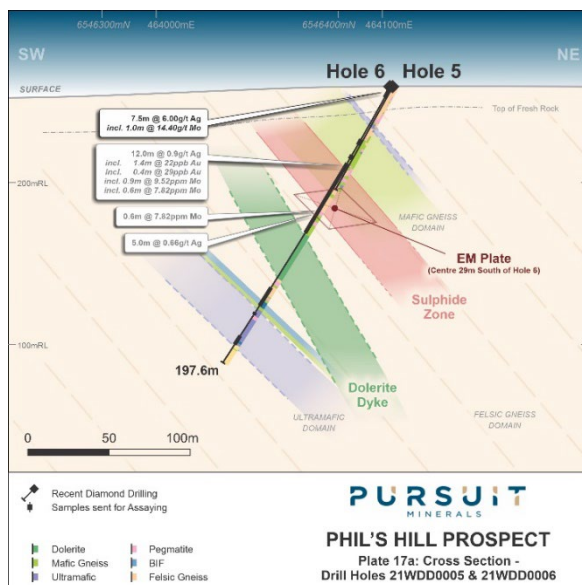 6546300mN
464000mE
6546400mN
464100mE
SW
NE
Hole 6 Hole 5
SURFACE
Top of Fresh Rock
7.5m @ 6.00g/t Ag
incl. 1.0m @ 14.40g/t Mo
12.0m @ 0.9g/t Ag
incl. 1.4m @ 22ppb Au
incl. 0.4m @ 29ppb Au
incl. 0.9m @ 9.52ppm Mo
incl. 0.6m @ 7.82ppm Mo
200mRL
0.6m @ 7.82ppm Mo
5.0m @ 0.66g/t Ag
MAFIC GNEISS
DOMAIN
EM Plate
(Centre 29m South of Hole 6)
Sulphide
Zone
100mRL
197.6m
Dolerite
Dyke
ULTRAMAFIC
DOMAIN
FELSIC GNEISS
DOMAIN
0 50 100m
Recent Diamond Drilling
Samples sent for Assaying
Dolerite
Mafic Gneiss
Ultramafic
Pegmatite
BIF
Felsic Gneiss
PURSUIT
MINERALS
PHIL'S HILL PROSPECT
Plate 17a: Cross Section -
Drill Holes 21WDD0005 & 21WDD0006